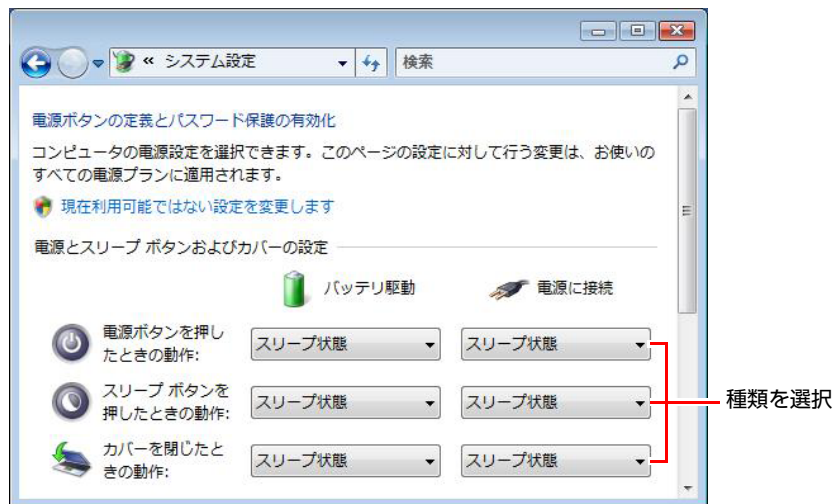 « システム設定
検索
電源ボタンの定義とパスワード保護の有効化
コンピュータの電源設定を選択できます。このページの設定に対して行う変更は、お使いの
すべての電源プランに適用されます。
現在利用可能ではない設定を変更します
電源とスリープ ボタンおよびカバーの設定
バッテリ駆動 電源に接続
電源ボタンを押し
たときの動作:
スリープ状態 スリープ状態
スリープ ボタンを
押したときの動作:
スリープ状態 スリープ状態
種類を選択
カバーを閉じたと
きの動作:
スリープ状態 スリープ状態